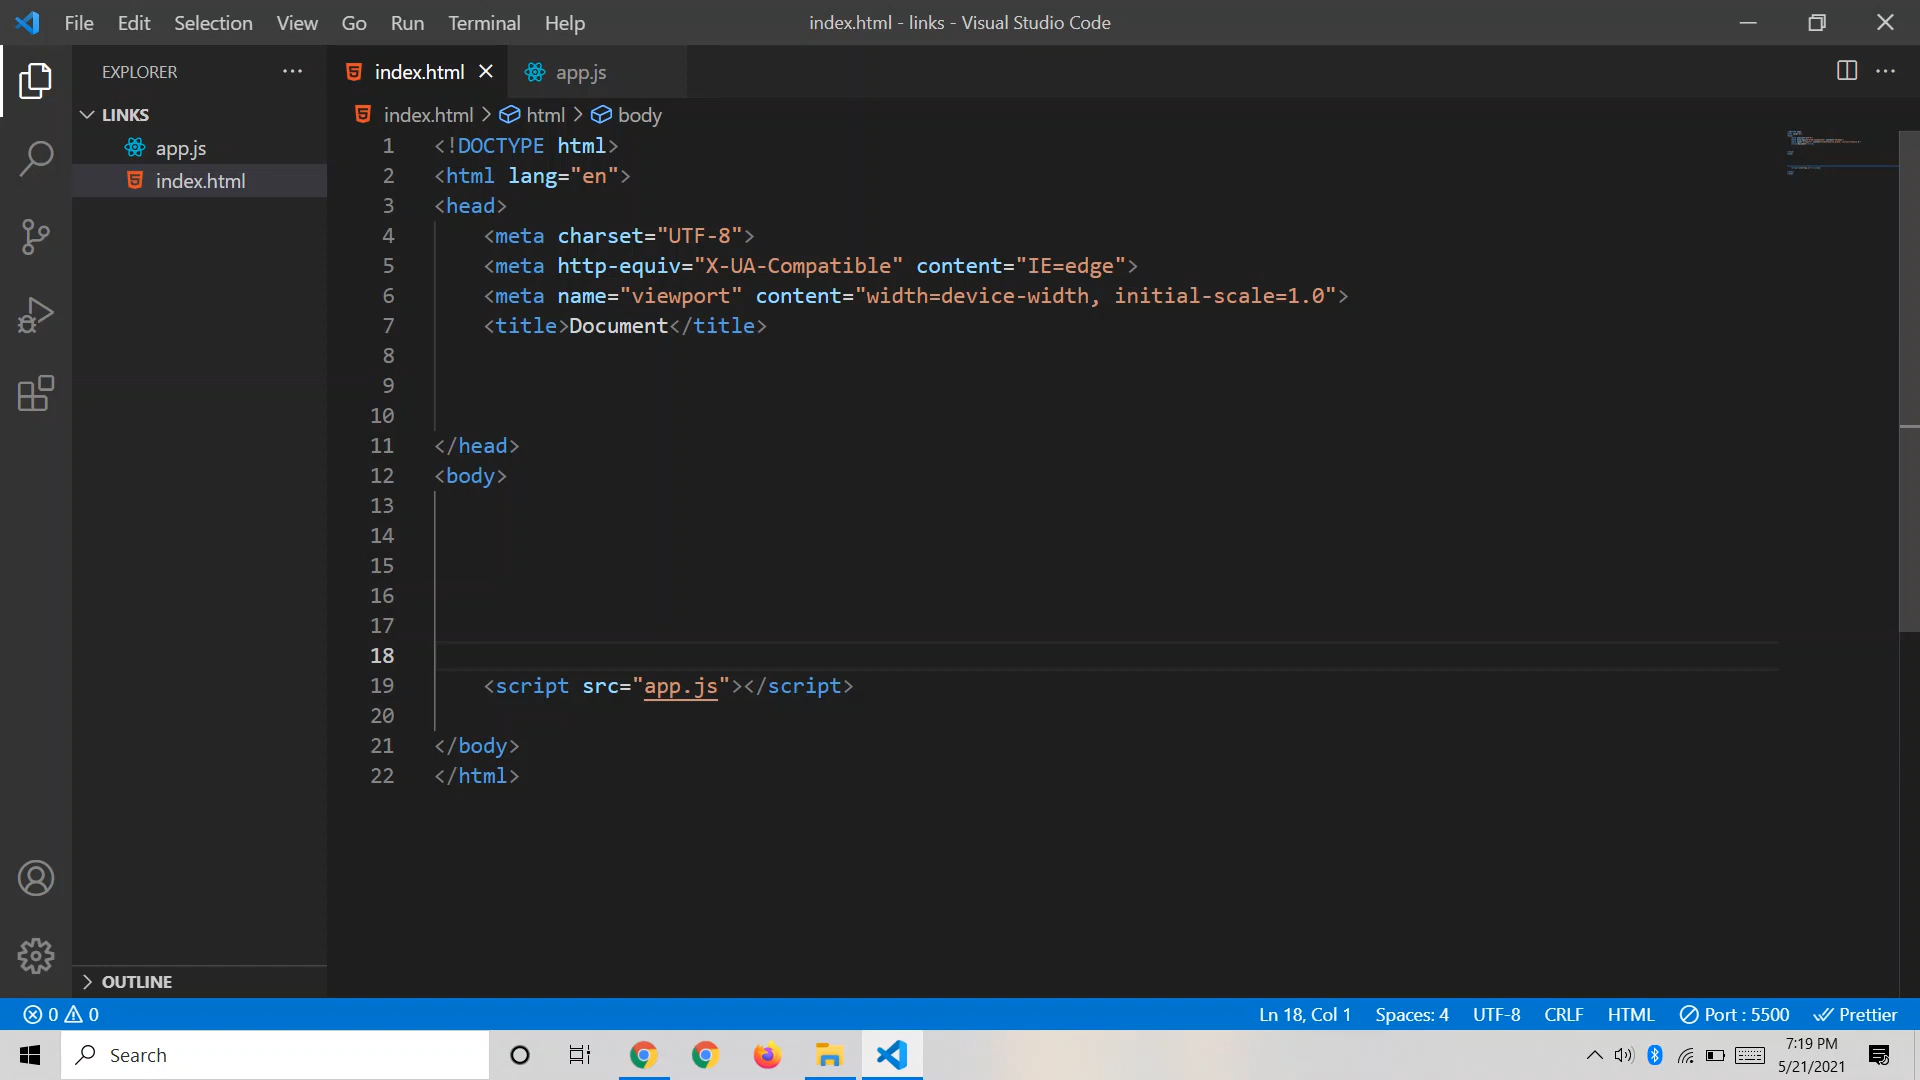 File Edit Selection View Go Run Terminal Help index.html - links - Visual Studio Code
EXPLORER
index.html
app.js
LINKS
app.js
index.html
index.html html body
1 <!DOCTYPE html>
2 <html lang="en">
3 <head>
4 <meta charset="UTF-8">
5 <meta http-equiv="X-UA-Compatible" content="IE=edge">
6 <meta name="viewport" content="width=device-width, initial-scale=1.0">
7 <title>Document</title>
8
9
10
11 </head>
12 <body>
13
14
15
16
17
18
19 <script src="app.js"></script>
20
21 </body>
22 </html>
OUTLINE
0 0 Ln 18, Col 1 Spaces: 4 UTF-8 CRLF HTML Port : 5500 Prettier
Search
7:19 PM
5/21/2021